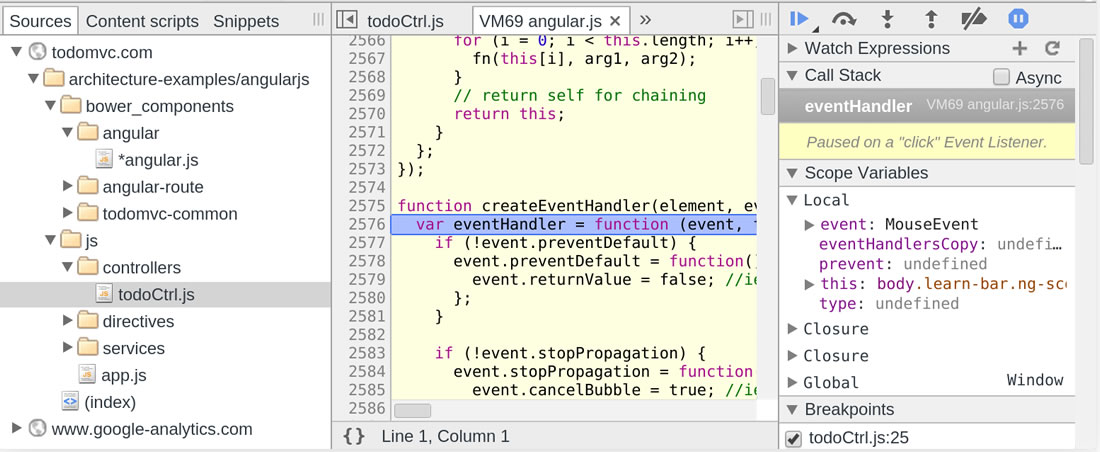 Sources Content scripts Snippets
todomvc.com
architecture-examples/angularjs
bower_components
angular
*angular.js
angular-route
todomvc-common
js
controllers
todoCtrl.js
directives
services
app.js
(index)
www.google-analytics.com
todoCtrl.js VM69 angular.js × »
2566 for (i = 0; i < this.length; i++
2567 fn(this[i], arg1, arg2);
2568 }
2569 // return self for chaining
2570 return this;
2571 }
2572 };
2573 });
2574
2575 function createEventHandler(element, ev
2576 var eventHandler = function (event,
2577 if (!event.preventDefault) {
2578 event.preventDefault = function()
2579 event.returnValue = false; //ie
2580 };
2581 }
2582
2583 if (!event.stopPropagation) {
2584 event.stopPropagation = function
2585 event.cancelBubble = true; //ie
2586
{} Line 1, Column 1
Watch Expressions
Call Stack Async
eventHandler VM69 angular.js:2576
Paused on a "click" Event Listener.
Scope Variables
Local
event: MouseEvent
eventHandlersCopy: undefi…
prevent: undefined
this: body.learn-bar.ng-sco
type: undefined
Closure
Closure
Global Window
Breakpoints
todoCtrl.js:25